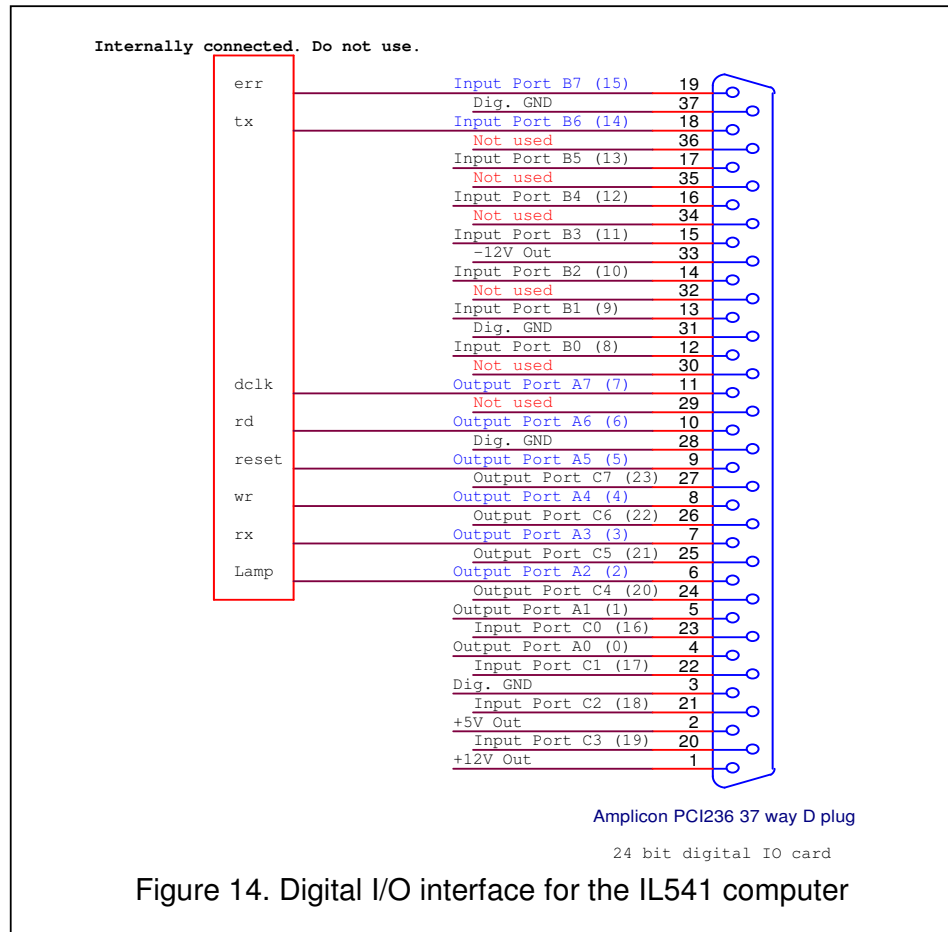 Internally connected. Do not use.
err Input Port B7 (15) 19
Dig. GND 37
tx Input Port B6 (14) 18
Not used 36
Input Port B5 (13) 17
Not used 35
Input Port B4 (12) 16
Not used 34
Input Port B3 (11) 15
-12V Out 33
Input Port B2 (10) 14
Not used 32
Input Port B1 (9) 13
Dig. GND 31
Input Port B0 (8) 12
Not used 30
dclk Output Port A7 (7) 11
Not used 29
rd Output Port A6 (6) 10
Dig. GND 28
reset Output Port A5 (5) 9
Output Port C7 (23) 27
wr Output Port A4 (4) 8
Output Port C6 (22) 26
rx Output Port A3 (3) 7
Output Port C5 (21) 25
Lamp Output Port A2 (2) 6
Output Port C4 (20) 24
Output Port A1 (1) 5
Input Port C0 (16) 23
Output Port A0 (0) 4
Input Port C1 (17) 22
Dig. GND 3
Input Port C2 (18) 21
+5V Out 2
Input Port C3 (19) 20
+12V Out 1
Amplicon PCI236 37 way D plug
24 bit digital IO card
Figure 14. Digital I/O interface for the IL541 computer